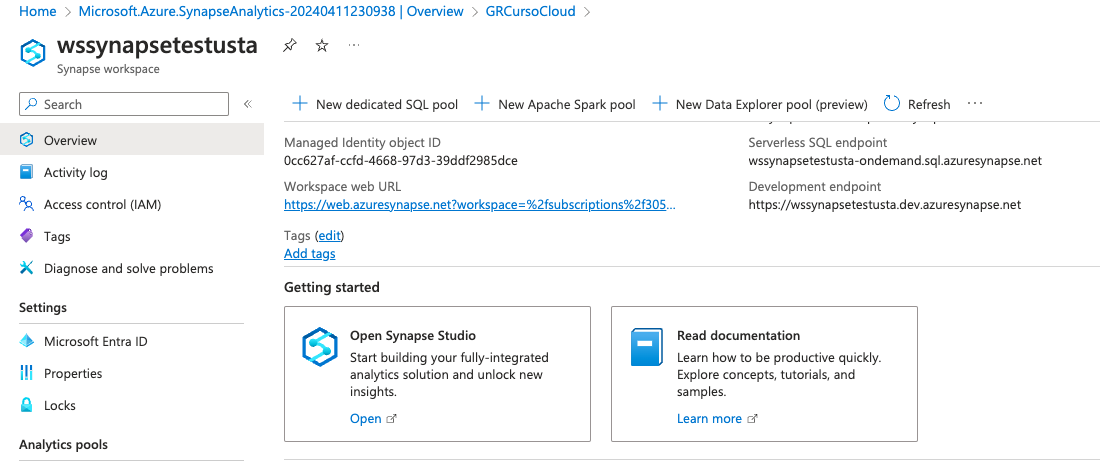 Home > Microsoft.Azure.SynapseAnalytics-20240411230938 | Overview > GRCursoCloud >
wssynapsetestusta
Synapse workspace
Search
Overview
Activity log
Access control (IAM)
Tags
Diagnose and solve problems
Settings
Microsoft Entra ID
Properties
Locks
Analytics pools
New dedicated SQL pool
New Apache Spark pool
New Data Explorer pool (preview)
Refresh
Managed Identity object ID
0cc627af-ccfd-4668-97d3-39ddf2985dce
Workspace web URL
https://web.azuresynapse.net?workspace=%2fsubscriptions%2f305...
Serverless SQL endpoint
wssynapsetestusta-ondemand.sql.azuresynapse.net
Development endpoint
https://wssynapsetestusta.dev.azuresynapse.net
Tags (edit)
Add tags
Getting started
Open Synapse Studio
Start building your fully-integrated
analytics solution and unlock new
insights.
Open
Read documentation
Learn how to be productive quickly.
Explore concepts, tutorials, and
samples.
Learn more